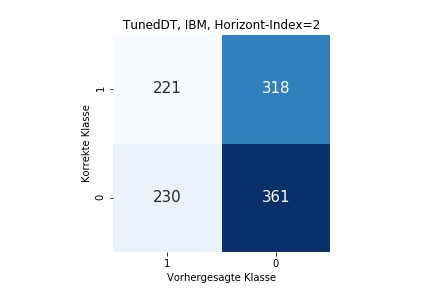 TunedDT, IBM, Horizont-Index=2
Korrekte Klasse
1
221
318
0
230
361
1
0
Vorhergesagte Klasse